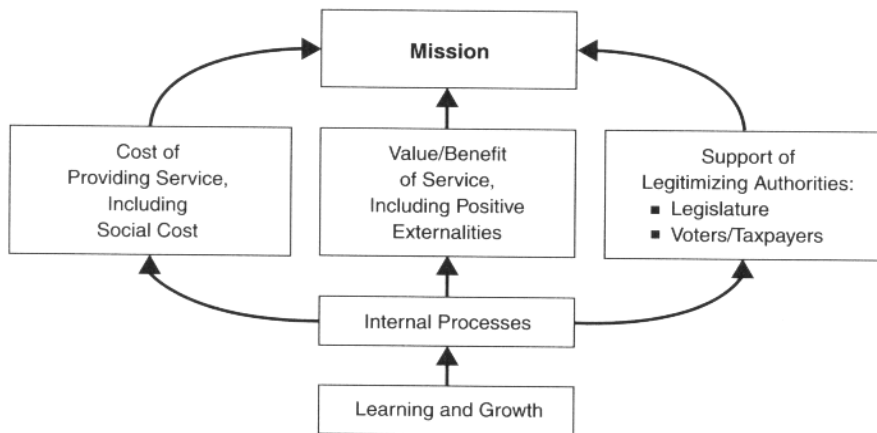 Mission
Cost of
Providing Service,
Including
Social Cost
Value/Benefit
of Service,
Including Positive
Externalities
Support of
Legitimizing Authorities:
■ Legislature
■ Voters/Taxpayers
Internal Processes
Learning and Growth